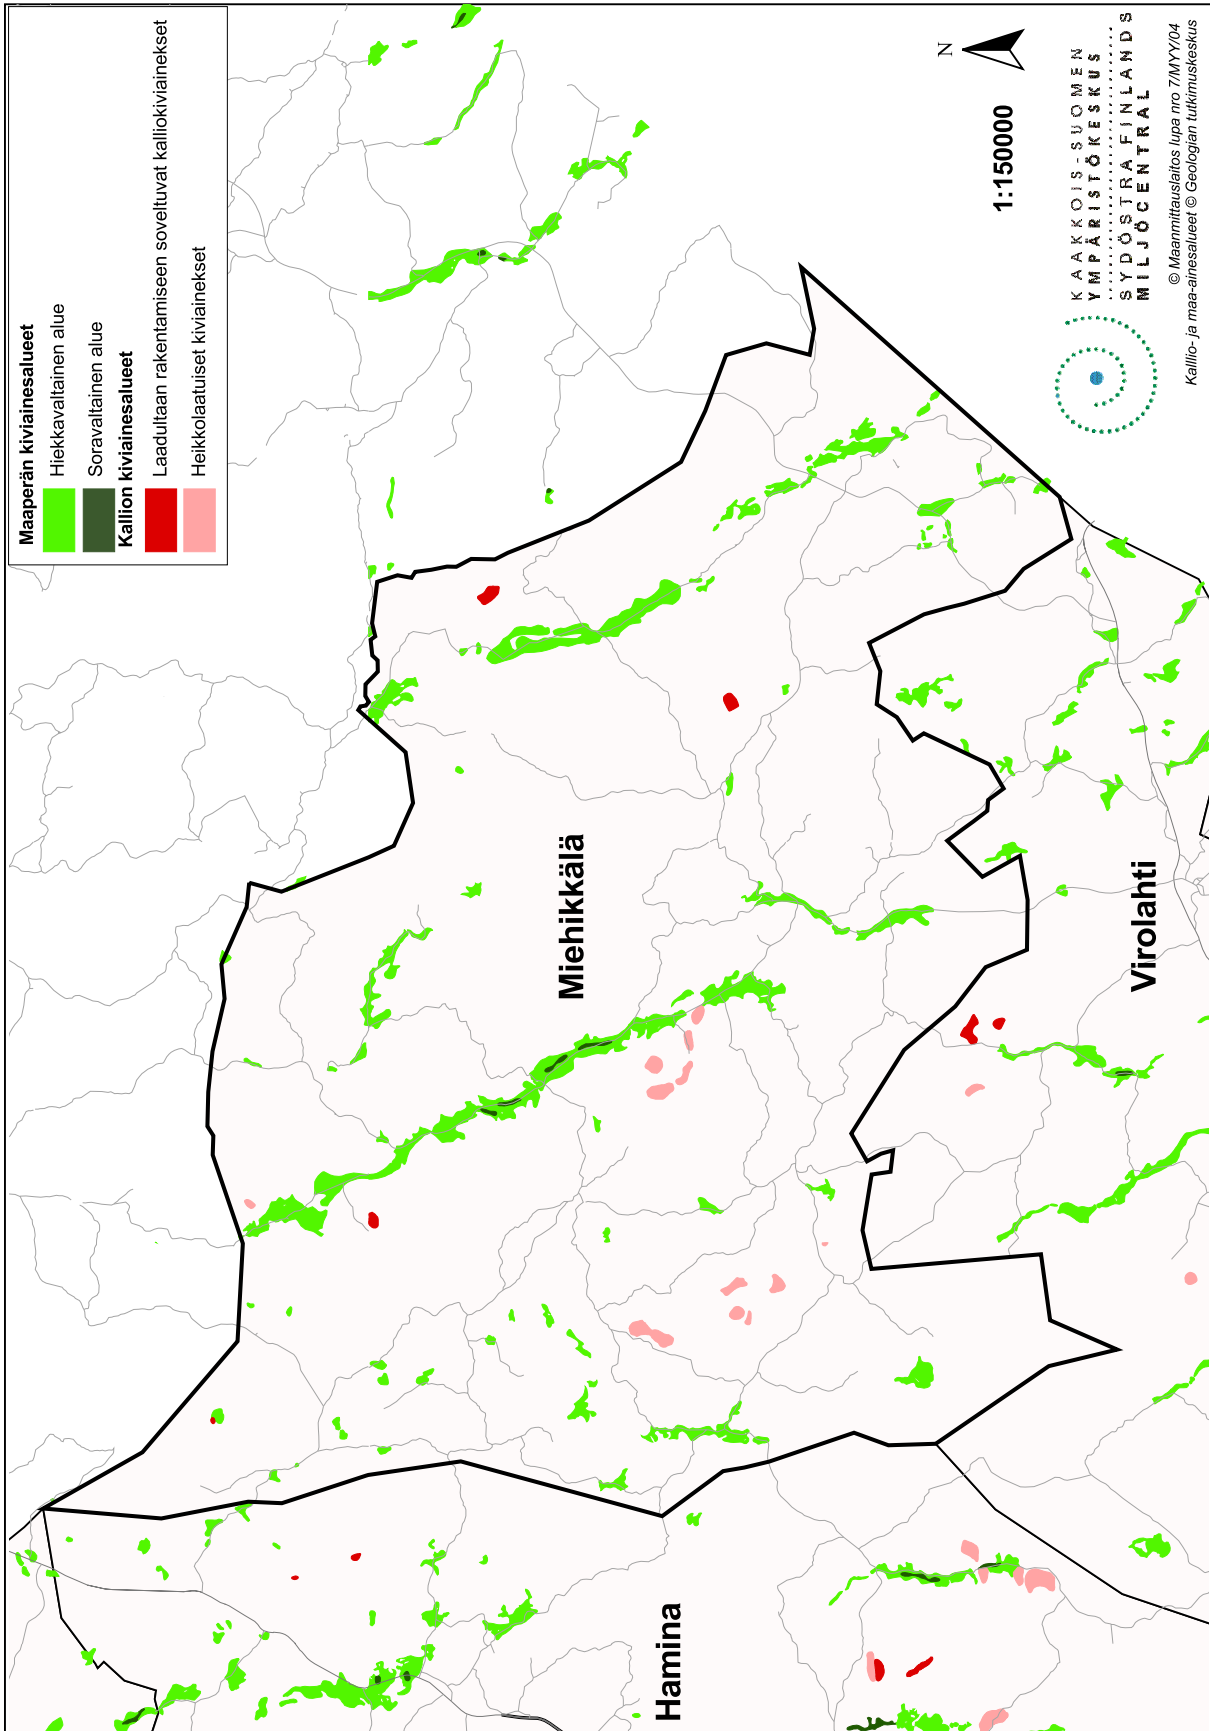 Maaperän kiviainesalueet
Hiekkavaltainen alue
Soravaltainen alue
Kallion kiviainesalueet
Laadultaan rakentamiseen soveltuvat kalliokiviainekset
Heikkolaatuiset kiviainekset
Miehikkälä
Virolahti
Hamina
N
1:150000
KAAKKOIS-SUOMEN
YMPÄRISTÖKESKUS
SYDÖSTRA FINLANDS
MILJÖCENTRAL
© Maanmittauslaitos lupa nro 7/MYY/04
Kalllio- ja maa-ainesalueet © Geologian tutkimuskeskus